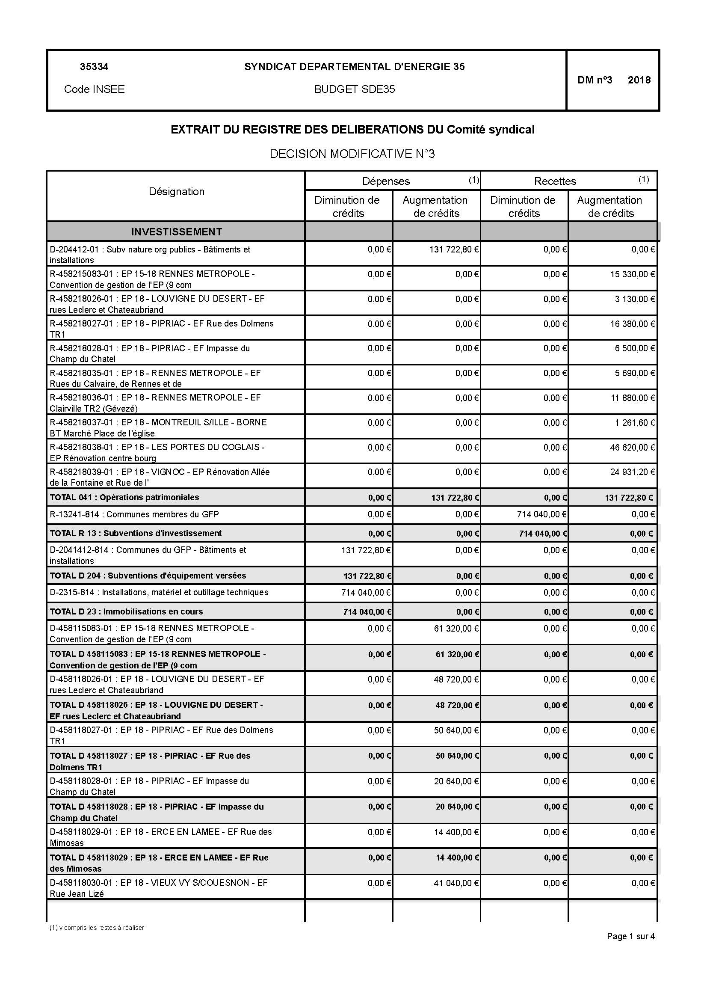 35334
SYNDICAT DEPARTEMENTAL D'ENERGIE 35
DM n°3 2018
Code INSEE
BUDGET SDE35
EXTRAIT DU REGISTRE DES DELIBERATIONS DU Comité syndical
DECISION MODIFICATIVE N°3
Désignation
Dépenses (1)
Recettes (1)
Diminution de
crédits
Augmentation
de crédits
Diminution de
crédits
Augmentation
de crédits
INVESTISSEMENT
D-204412-01 : Subv nature org publics - Bâtiments et 0,00 € 131 722,80 € 0,00 € 0,00 €
installations
R-458215083-01 : EP 15-18 RENNES METROPOLE - 0,00 € 0,00 € 0,00 € 15 330,00 €
Convention de gestion de l'EP (9 com
R-458218026-01 : EP 18 - LOUVIGNE DU DESERT - EF 0,00 € 0,00 € 0,00 € 3 130,00 €
rues Leclerc et Chateaubriand
R-458218027-01 : EP 18 - PIPRIAC - EF Rue des Dolmens 0,00 € 0,00 € 0,00 € 16 380,00 €
TR1
R-458218028-01 : EP 18 - PIPRIAC - EF Impasse du 0,00 € 0,00 € 0,00 € 6 500,00 €
Champ du Chatel
R-458218035-01 : EP 18 - RENNES METROPOLE - EF 0,00 € 0,00 € 0,00 € 5 690,00 €
Rues du Calvaire, de Rennes et de
R-458218036-01 : EP 18 - RENNES METROPOLE - EF 0,00 € 0,00 € 0,00 € 11 880,00 €
Clairville TR2 (Gévezé)
R-458218037-01 : EP 18 - MONTREUIL S/ILLE - BORNE 0,00 € 0,00 € 0,00 € 1 261,60 €
BT Marché Place de l'église
R-458218038-01 : EP 18 - LES PORTES DU COGLAIS - 0,00 € 0,00 € 0,00 € 46 620,00 €
EP Rénovation centre bourg
R-458218039-01 : EP 18 - VIGNOC - EP Rénovation Allée 0,00 € 0,00 € 0,00 € 24 931,20 €
de la Fontaine et Rue de l'
TOTAL 041 : Opérations patrimoniales 0,00 € 131 722,80 € 0,00 € 131 722,80 €
R-13241-814 : Communes membres du GFP 0,00 € 0,00 € 714 040,00 € 0,00 €
TOTAL R 13 : Subventions d'investissement 0,00 € 0,00 € 714 040,00 € 0,00 €
D-2041412-814 : Communes du GFP - Bâtiments et 131 722,80 € 0,00 € 0,00 € 0,00 €
installations
TOTAL D 204 : Subventions d'équipement versées 131 722,80 € 0,00 € 0,00 € 0,00 €
D-2315-814 : Installations, matériel et outillage techniques 714 040,00 € 0,00 € 0,00 € 0,00 €
TOTAL D 23 : Immobilisations en cours 714 040,00 € 0,00 € 0,00 € 0,00 €
D-458115083-01 : EP 15-18 RENNES METROPOLE - 0,00 € 61 320,00 € 0,00 € 0,00 €
Convention de gestion de l'EP (9 com
TOTAL D 458115083 : EP 15-18 RENNES METROPOLE - 0,00 € 61 320,00 € 0,00 € 0,00 €
Convention de gestion de l'EP (9 com
D-458118026-01 : EP 18 - LOUVIGNE DU DESERT - EF 0,00 € 48 720,00 € 0,00 € 0,00 €
rues Leclerc et Chateaubriand
TOTAL D 458118026 : EP 18 - LOUVIGNE DU DESERT - 0,00 € 48 720,00 € 0,00 € 0,00 €
EF rues Leclerc et Chateaubriand
D-458118027-01 : EP 18 - PIPRIAC - EF Rue des Dolmens 0,00 € 50 640,00 € 0,00 € 0,00 €
TR1
TOTAL D 458118027 : EP 18 - PIPRIAC - EF Rue des 0,00 € 50 640,00 € 0,00 € 0,00 €
Dolmens TR1
D-458118028-01 : EP 18 - PIPRIAC - EF Impasse du 0,00 € 20 640,00 € 0,00 € 0,00 €
Champ du Chatel
TOTAL D 458118028 : EP 18 - PIPRIAC - EF Impasse du 0,00 € 20 640,00 € 0,00 € 0,00 €
Champ du Chatel
D-458118029-01 : EP 18 - ERCE EN LAMEE - EF Rue des 0,00 € 14 400,00 € 0,00 € 0,00 €
Mimosas
TOTAL D 458118029 : EP 18 - ERCE EN LAMEE - EF Rue 0,00 € 14 400,00 € 0,00 € 0,00 €
des Mimosas
D-458118030-01 : EP 18 - VIEUX VY S/COUESNON - EF 0,00 € 41 040,00 € 0,00 € 0,00 €
Rue Jean Lizé
(1) y compris les restes à réaliser
Page 1 sur 4